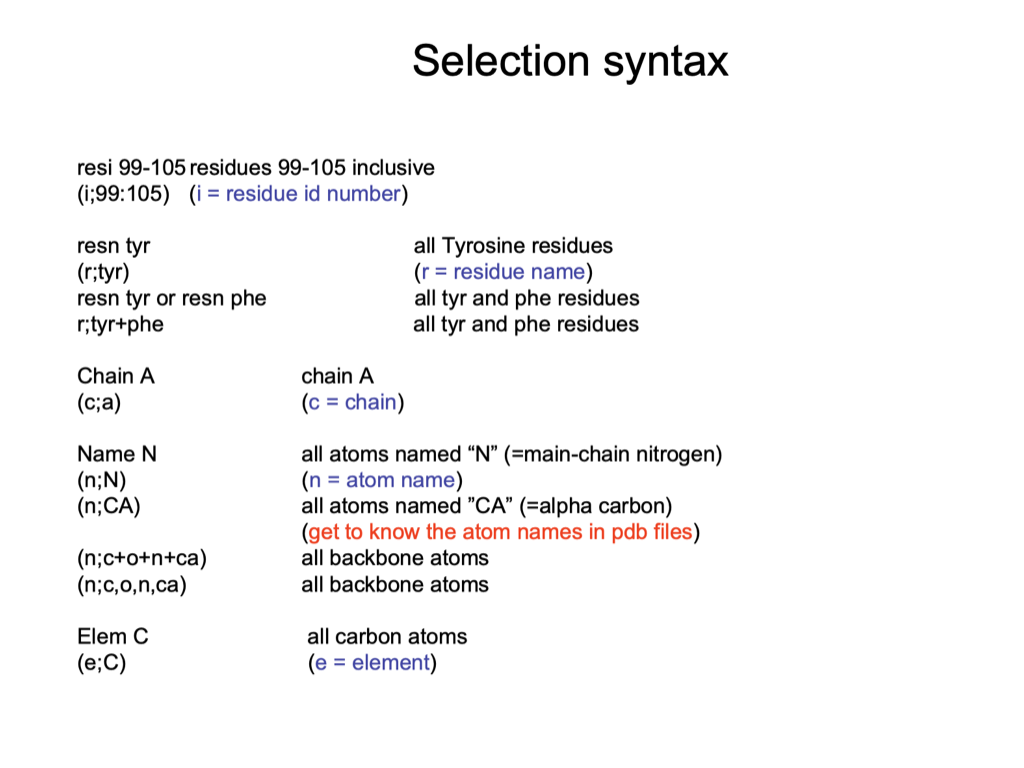 Selection syntax
resi 99-105 residues 99-105 inclusive
(i;99:105) (i = residue id number)
resn tyr all Tyrosine residues
(r;tyr) (r = residue name)
resn tyr or resn phe all tyr and phe residues
r;tyr+phe all tyr and phe residues
Chain A chain A
(c;a) (c = chain)
Name N all atoms named “N” (=main-chain nitrogen)
(n;N) (n = atom name)
(n;CA) all atoms named ”CA” (=alpha carbon)
(get to know the atom names in pdb files)
(n;c+o+n+ca) all backbone atoms
(n;c,o,n,ca) all backbone atoms
Elem C all carbon atoms
(e;C) (e = element)